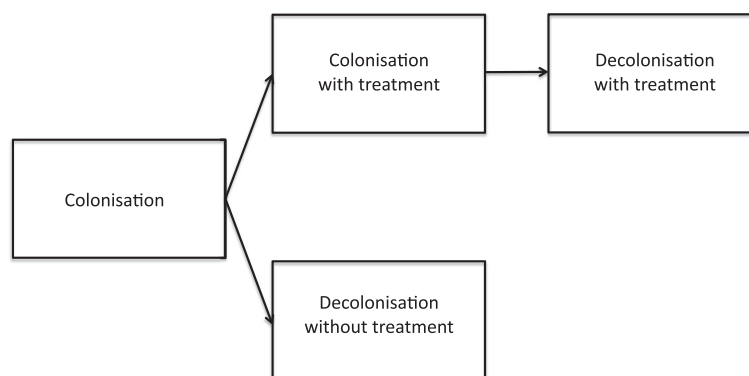 Colonisation
with treatment
Decolonisation
with treatment
Colonisation
Decolonisation
without treatment